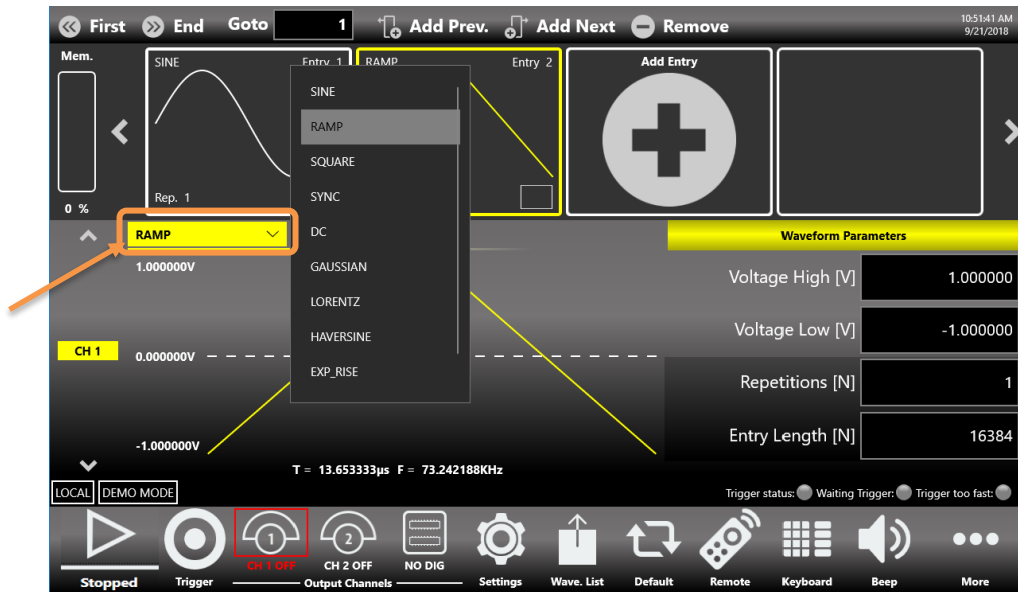 First End Goto 1 Add Prev. Add Next Remove
10:51:41 AM
9/21/2018
Mem.
0 %
SINE Entry 1
Rep. 1
RAMP Entry 2
Add Entry
RAMP
SINE
RAMP
SQUARE
SYNC
DC
GAUSSIAN
LORENTZ
HAVERSINE
EXP_RISE
1.000000V
CH 1
0.000000V
-1.000000V
T = 13.653333µs F = 73.242188KHz
Waveform Parameters
Voltage High [V] 1.000000
Voltage Low [V] -1.000000
Repetitions [N] 1
Entry Length [N] 16384
LOCAL DEMO MODE
Trigger status: Waiting Trigger: Trigger too fast:
1 2
CH 1 OFF CH 2 OFF NO DIG
Stopped Trigger Output Channels Settings Wave. List Default Remote Keyboard Beep More